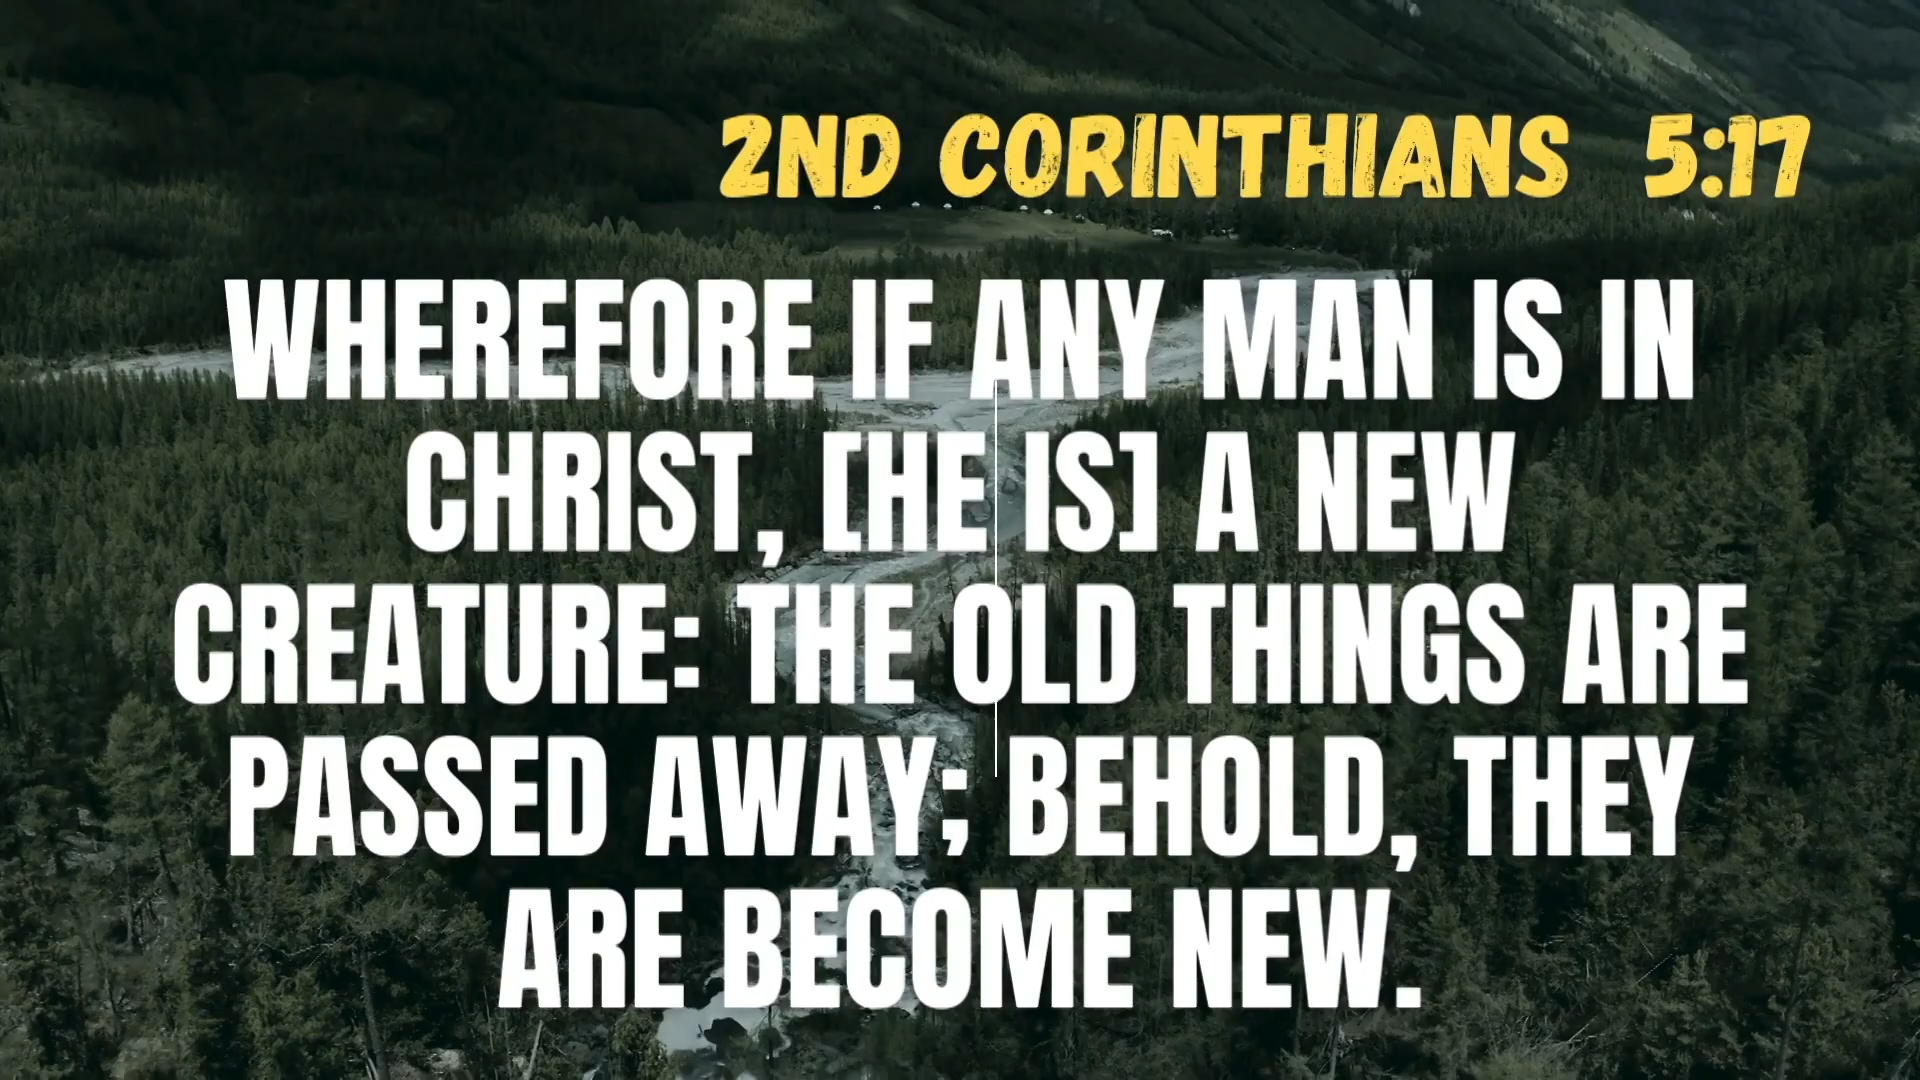 2ND CORINTHIANS 5:17
WHEREFORE IF ANY MAN IS IN
CHRIST, [HE IS] A NEW
CREATURE: THE OLD THINGS ARE
PASSED AWAY; BEHOLD, THEY
ARE BECOME NEW.